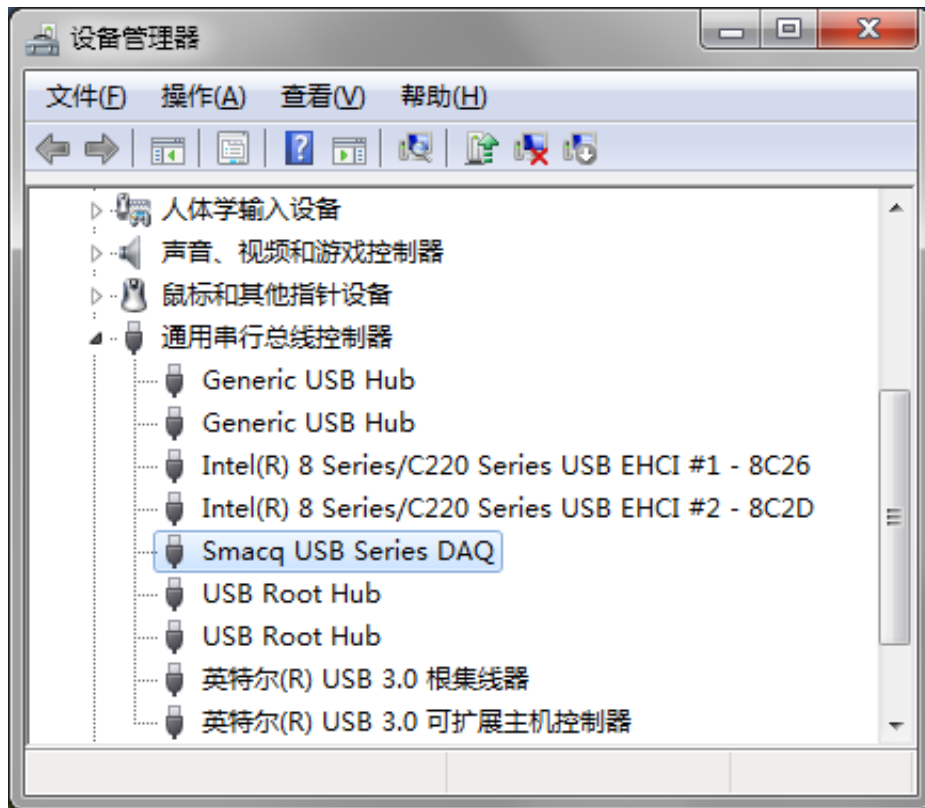 设备管理器
文件(F) 操作(A) 查看(V) 帮助(H)
人体学输入设备
声音、视频和游戏控制器
鼠标和其他指针设备
通用串行总线控制器
Generic USB Hub
Generic USB Hub
Intel(R) 8 Series/C220 Series USB EHCI #1 - 8C26
Intel(R) 8 Series/C220 Series USB EHCI #2 - 8C2D
Smacq USB Series DAQ
USB Root Hub
USB Root Hub
英特尔(R) USB 3.0 根集线器
英特尔(R) USB 3.0 可扩展主机控制器